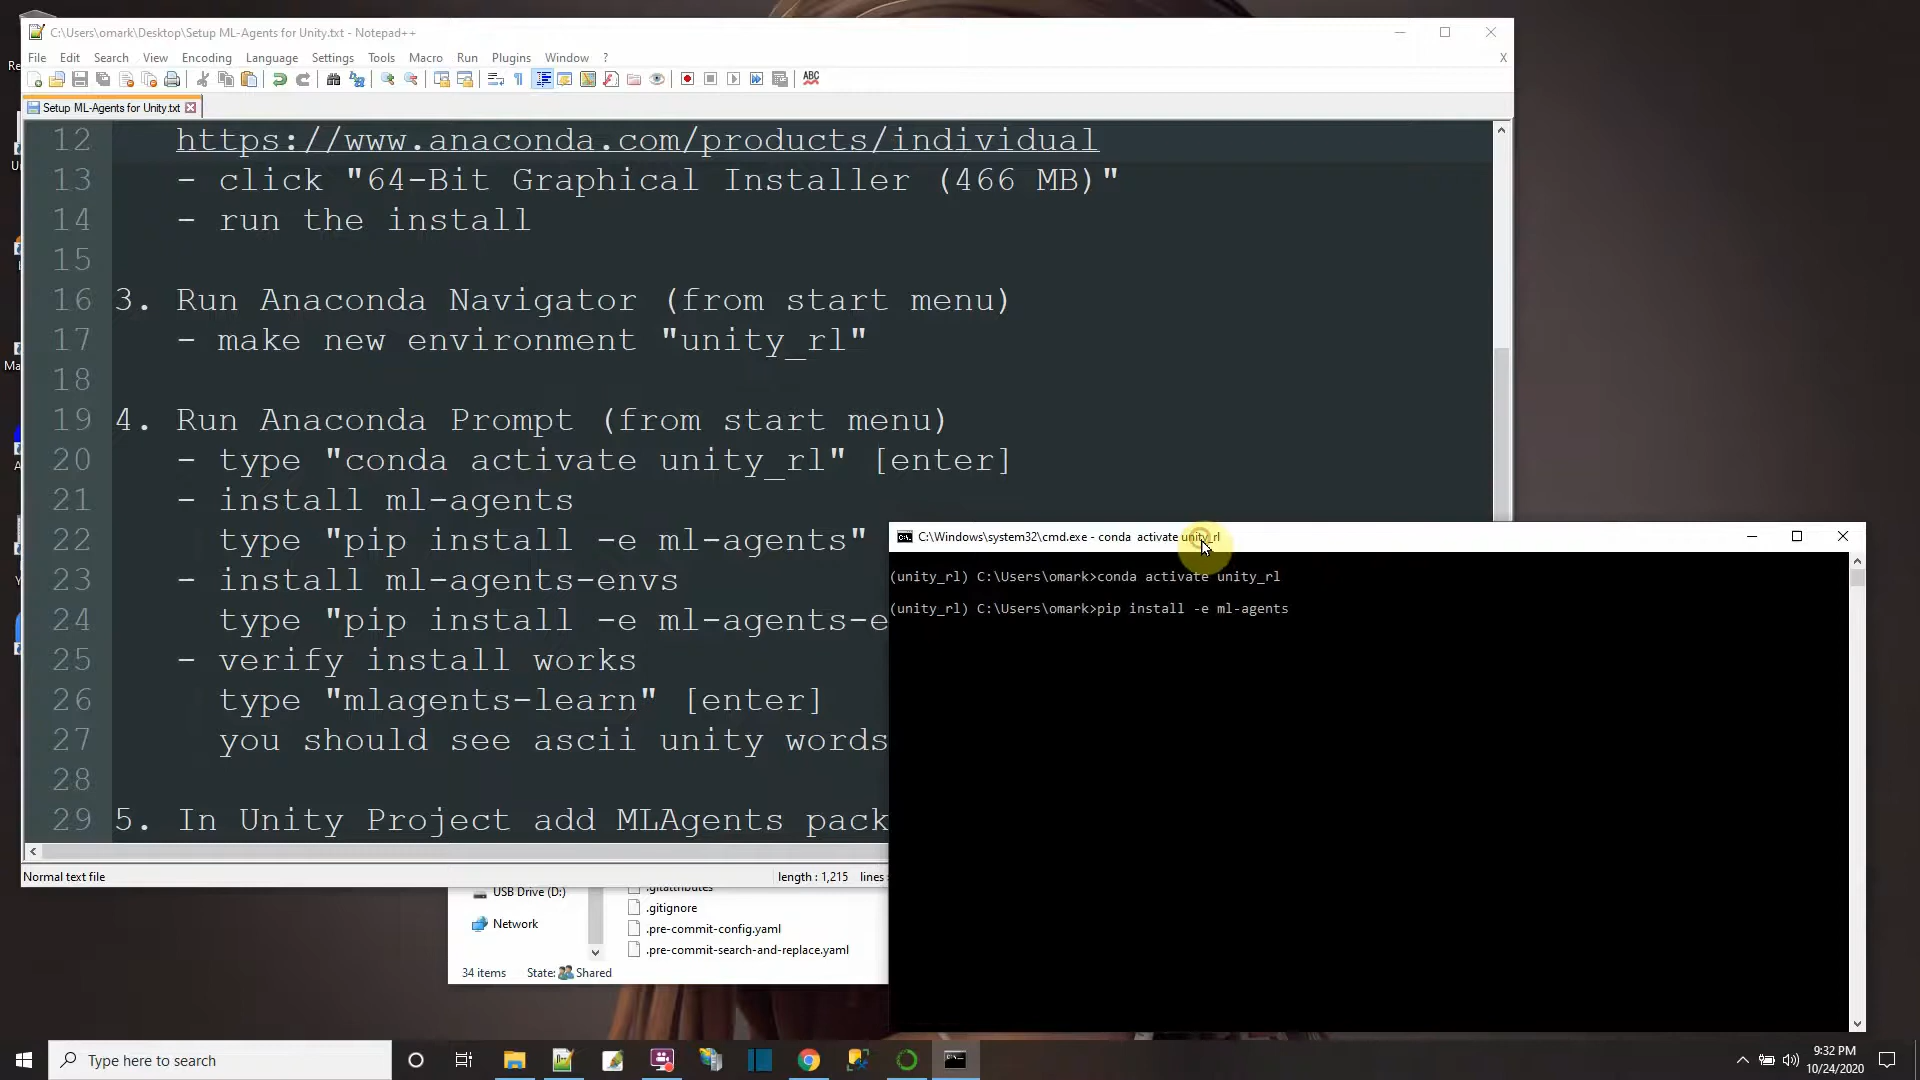 C:\Users\omark\Desktop\Setup ML-Agents for Unity.txt - Notepad++
File Edit Search View Encoding Language Settings Tools Macro Run Plugins Window ? X
ABC
Setup ML-Agents for Unity.txt
12 https://www.anaconda.com/products/individual
13 - click "64-Bit Graphical Installer (466 MB)"
14 - run the install
15
16 3. Run Anaconda Navigator (from start menu)
17 - make new environment "unity_rl"
18
19 4. Run Anaconda Prompt (from start menu)
20 - type "conda activate unity_rl" [enter]
21 - install ml-agents
22 type "pip install -e ml-agents"
23 - install ml-agents-envs
24 type "pip install -e ml-agents-e
25 - verify install works
26 type "mlagents-learn" [enter]
27 you should see ascii unity words
28
29 5. In Unity Project add MLAgents pack
Normal text file length : 1,215 lines
C:\Windows\system32\cmd.exe - conda activate unity_rl
(unity_rl) C:\Users\omark>conda activate unity_rl
(unity_rl) C:\Users\omark>pip install -e ml-agents
USB Drive (D:)
Network
.gitattributes
.gitignore
.pre-commit-config.yaml
.pre-commit-search-and-replace.yaml
34 items State: Shared
Type here to search
9:32 PM
10/24/2020